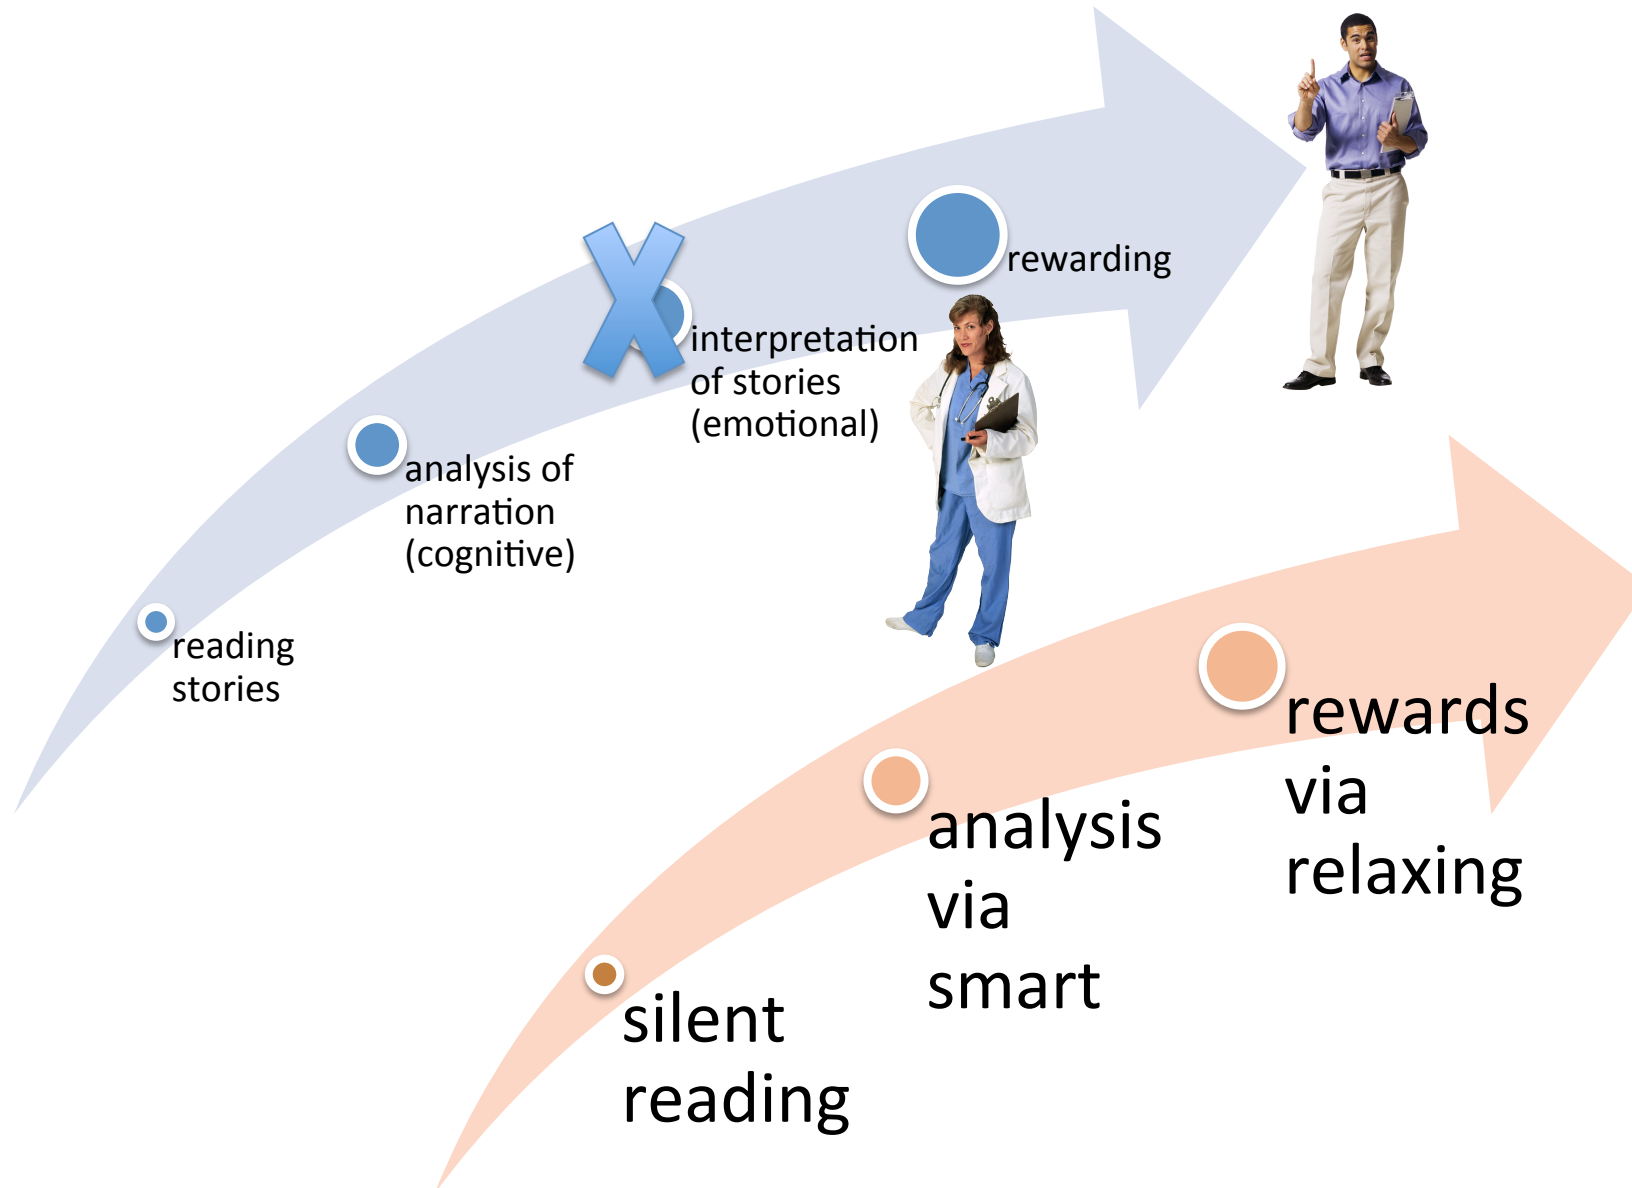 reading
stories
analysis of
narration
(cognitive)
interpretation
of stories
(emotional)
rewarding
silent
reading
analysis
via
smart
rewards
via
relaxing